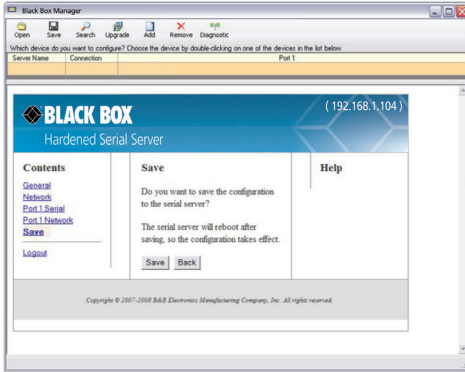 Black Box Manager
Open Save Search Upgrade Add Remove Diagnostic
Which device do you want to configure? Choose the device by double-clicking on one of the devices in the list below.
Server Name Connection Port 1
BLACK BOX
( 192.168.1.104 )
Hardened Serial Server
Contents
General
Network
Port 1 Serial
Port 1 Network
Save
Logout
Save
Do you want to save the configuration
to the serial server?
The serial server will reboot after
saving, so the configuration takes effect.
Save Back
Help
Copyright © 2007-2008 B&B Electronics Manufacturing Company, Inc. All rights reserved.